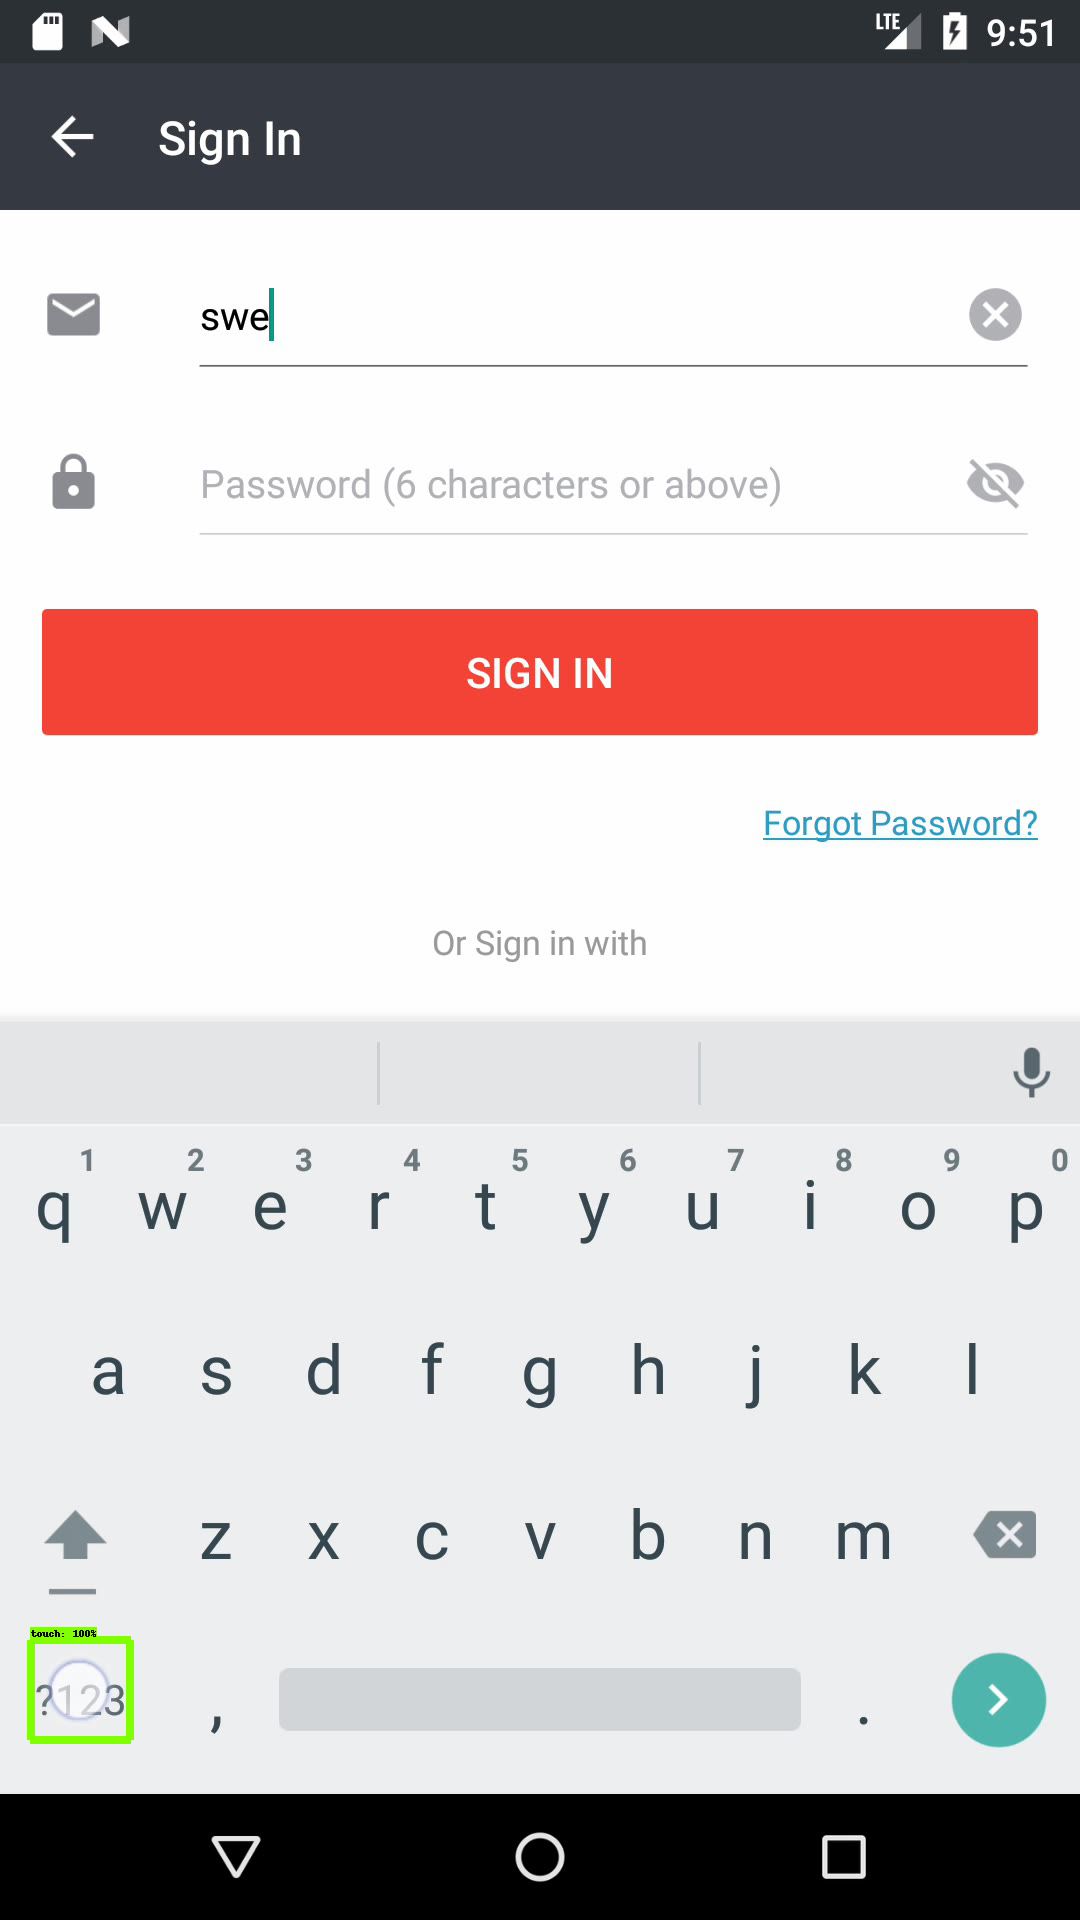 LTE 9:51
Sign In
swe
Password (6 characters or above)
SIGN IN
Forgot Password?
Or Sign in with
1 2 3 4 5 6 7 8 9 0
q w e r t y u i o p
a s d f g h j k l
z x c v b n m
touch: 100%
?123 , .